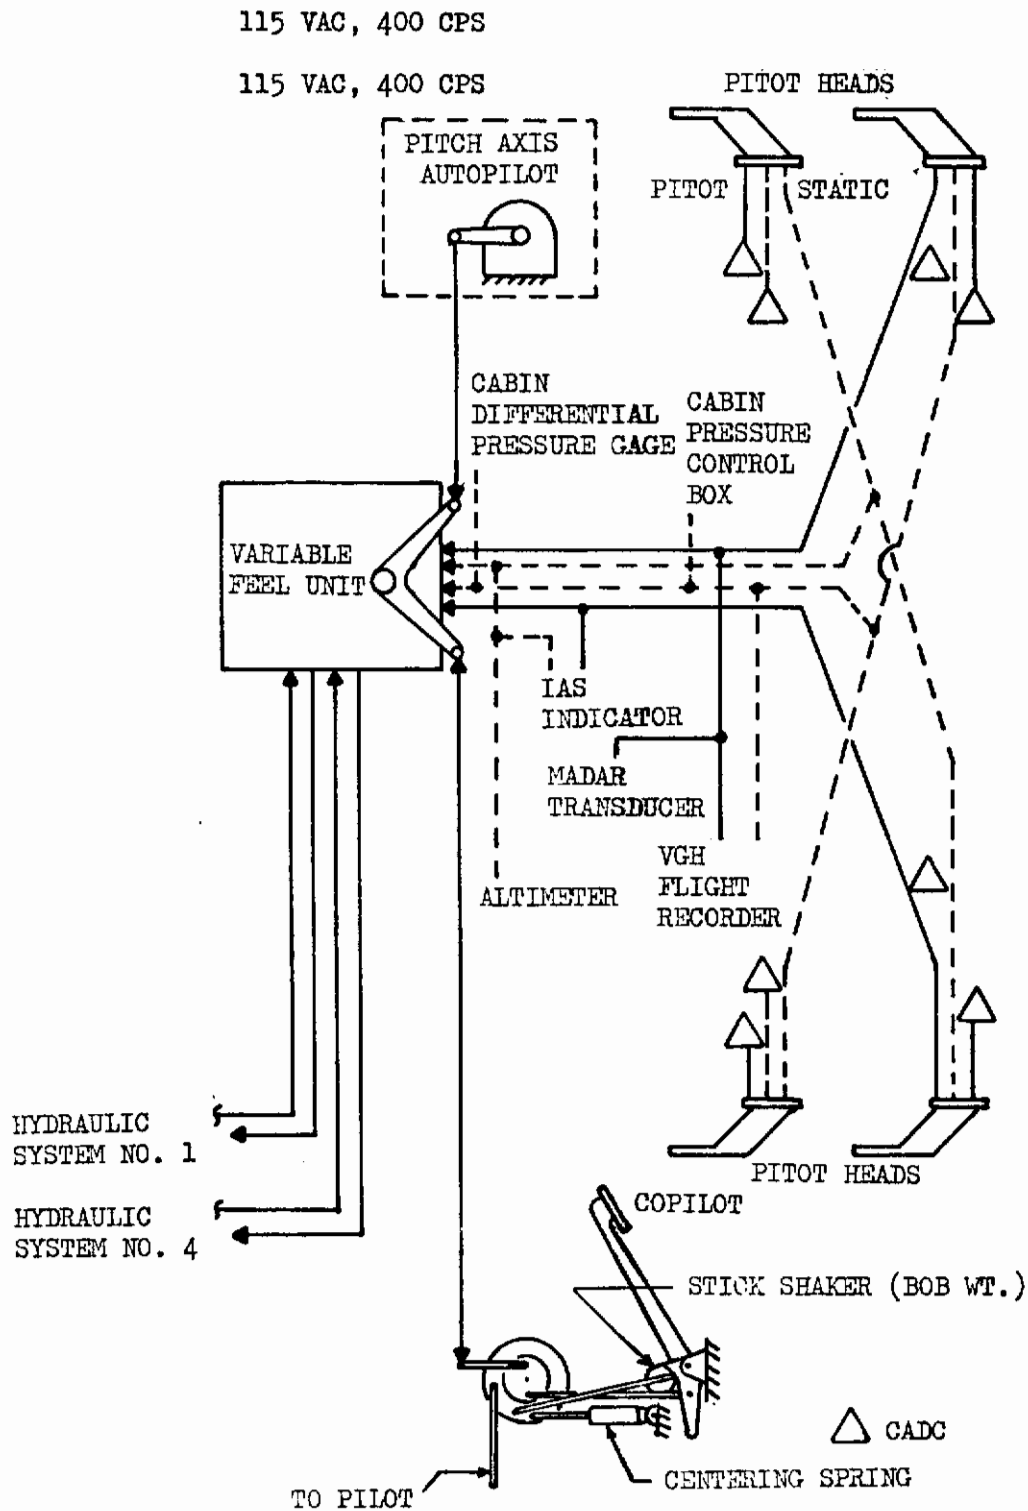 115 VAC, 400 CPS
115 VAC, 400 CPS
PITOT HEADS
PITCH AXIS
AUTOPILOT
PITOT
STATIC
CABIN
DIFFERENTIAL
PRESSURE GAGE
CABIN
PRESSURE
CONTROL
BOX
VARIABLE
FEEL UNIT
IAS
INDICATOR
MADAR
TRANSDUCER
VGH
FLIGHT
RECORDER
ALTIMETER
HYDRAULIC
SYSTEM NO. 1
HYDRAULIC
SYSTEM NO. 4
PITOT HEADS
COPILOT
STICK SHAKER (BOB WT.)
CADC
CENTERING SPRING
TO PILOT